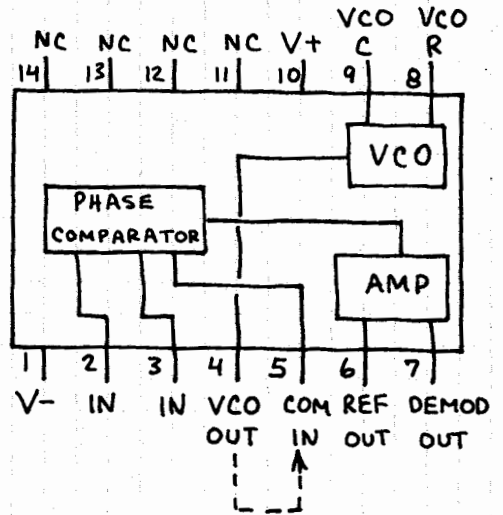 VCO VCO
NC NC NC NC V+ C R
14 13 12 11 10 9 8
VCO
PHASE
COMPARATOR
AMP
1 2 3 4 5 6 7
V- IN IN VCO COM REF DEMOD
OUT IN OUT OUT